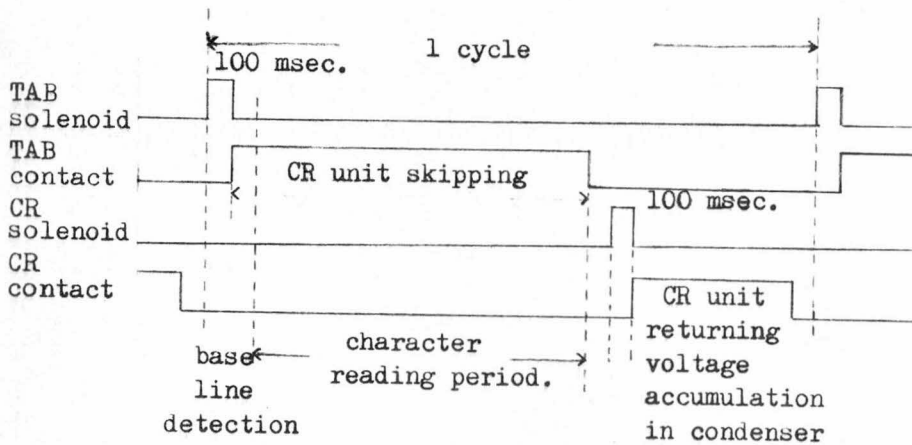 1 cycle
100 msec.
TAB
solenoid
TAB
contact
CR unit skipping
100 msec.
CR
solenoid
CR
contact
CR unit
returning
voltage
accumulation
in condenser
character
reading period.
base
line
detection